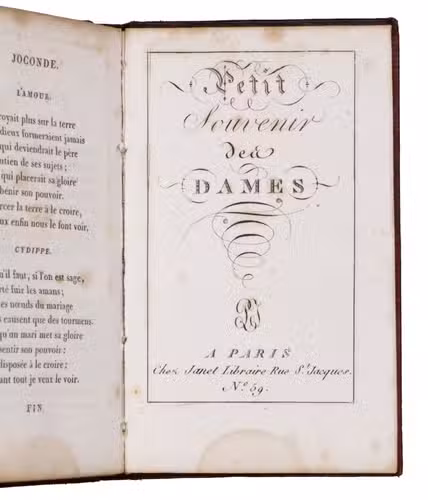 JOCONDE.
L'AMOUR.
royait plus sur la terre
dieux formeraient jamais
qui deviendrait le père
ntien de ses sujets;
qui placerait sa gloire
bénir son pouvoir.
rcer la terre à le croire,
ux enfin nous le font voir.
CYDIPPE.
u'il faut, si l'on est sage,
rté fuir les amans;
es nœuds du mariage
s causent que des tourmens.
qu'un mari met sa gloire
sentir son pouvoir:
disposée à le croire;
ant tout je veux le voir.
FIN.
Petit
Souvenir
des
DAMES
A PARIS
Chez Janet Libraire Rue St. Jacques.
No. 59.